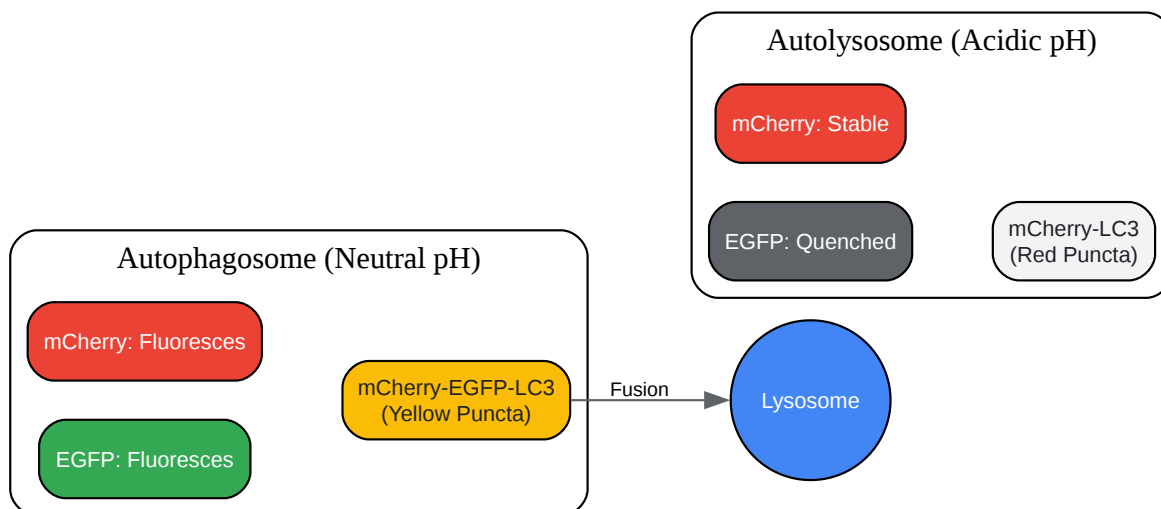 Autolysosome (Acidic pH)
mCherry: Stable
EGFP: Quenched
mCherry-LC3
(Red Puncta)
Autophagosome (Neutral pH)
mCherry: Fluoresces
EGFP: Fluoresces
mCherry-EGFP-LC3
(Yellow Puncta)
Fusion
Lysosome